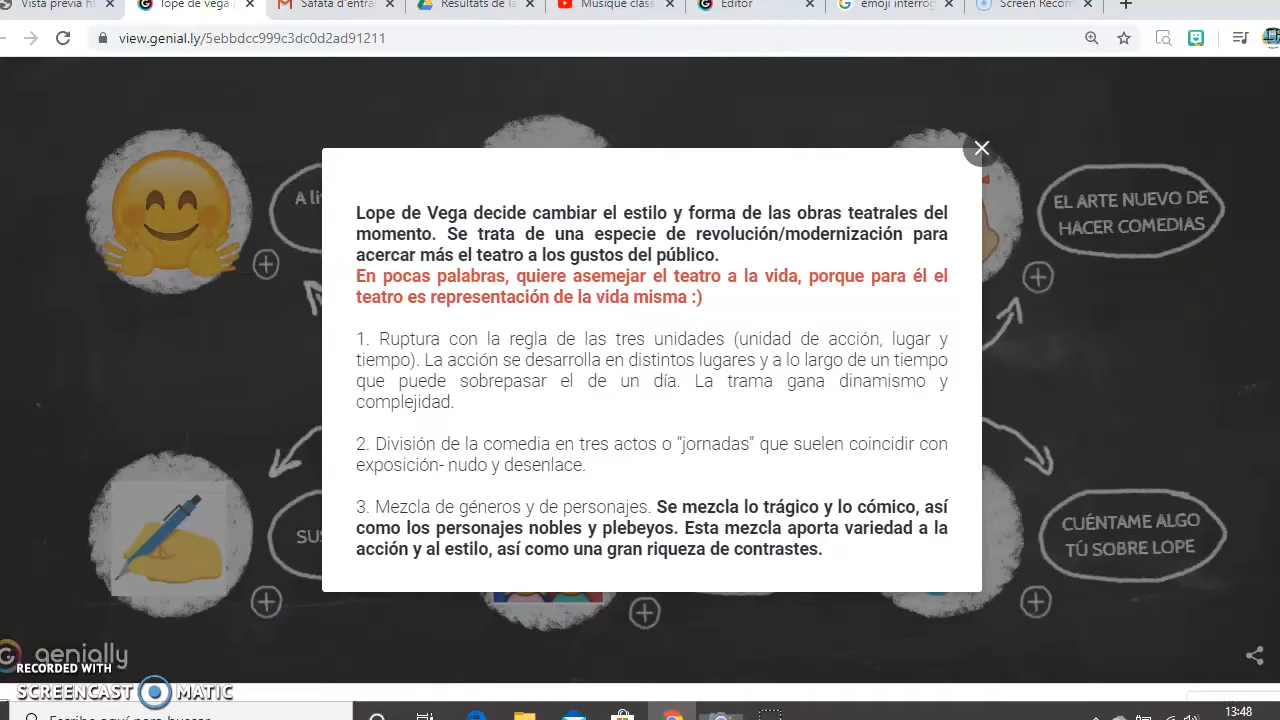 Vista previa h
lope de vega
Safata d'entra
Resultats de la
Musique class
Editor
emoji interrog
Screen Recor
view.genial.ly/5ebbdcc999c3dc0d2ad91211
EL ARTE NUEVO DE
HACER COMEDIAS
Lope de Vega decide cambiar el estilo y forma de las obras teatrales del
momento. Se trata de una especie de revolución/modernización para
acercar más el teatro a los gustos del público.
En pocas palabras, quiere asemejar el teatro a la vida, porque para él el
teatro es representación de la vida misma :)
1. Ruptura con la regla de las tres unidades (unidad de acción, lugar y
tiempo). La acción se desarrolla en distintos lugares y a lo largo de un tiempo
que puede sobrepasar el de un día. La trama gana dinamismo y
complejidad.
2. División de la comedia en tres actos o “jornadas” que suelen coincidir con
exposición- nudo y desenlace.
3. Mezcla de géneros y de personajes. Se mezcla lo trágico y lo cómico, así
como los personajes nobles y plebeyos. Esta mezcla aporta variedad a la
acción y al estilo, así como una gran riqueza de contrastes.
A li
SUS
CUÉNTAME ALGO
TÚ SOBRE LOPE
genially
RECORDED WITH
SCREENCAST MATIC
Escribe aquí para buscar
13:48